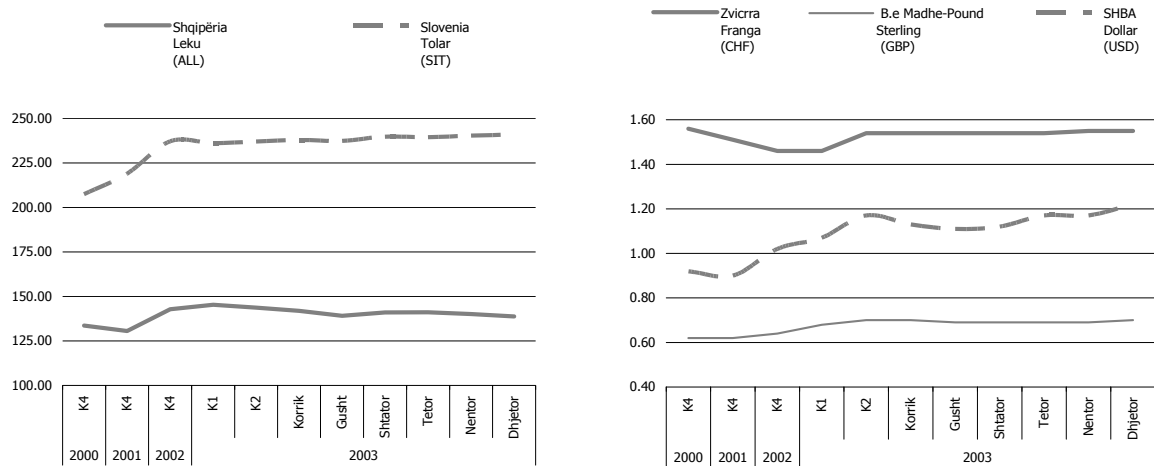 Shqipëria
Leku
(ALL)
Slovenia
Tolar
(SIT)
250.00
225.00
200.00
175.00
150.00
125.00
100.00
K4
K4
K4
K1
K2
Korrik
Gusht
Shtator
Tetor
Nentor
Dhjetor
2000
2001
2002
2003
Zvicrra
Franga
(CHF)
B.e Madhe-Pound
Sterling
(GBP)
SHBA
Dollar
(USD)
1.60
1.40
1.20
1.00
0.80
0.60
0.40
K4
K4
K4
K1
K2
Korrik
Gusht
Shtator
Tetor
Nentor
Dhjetor
2000
2001
2002
2003